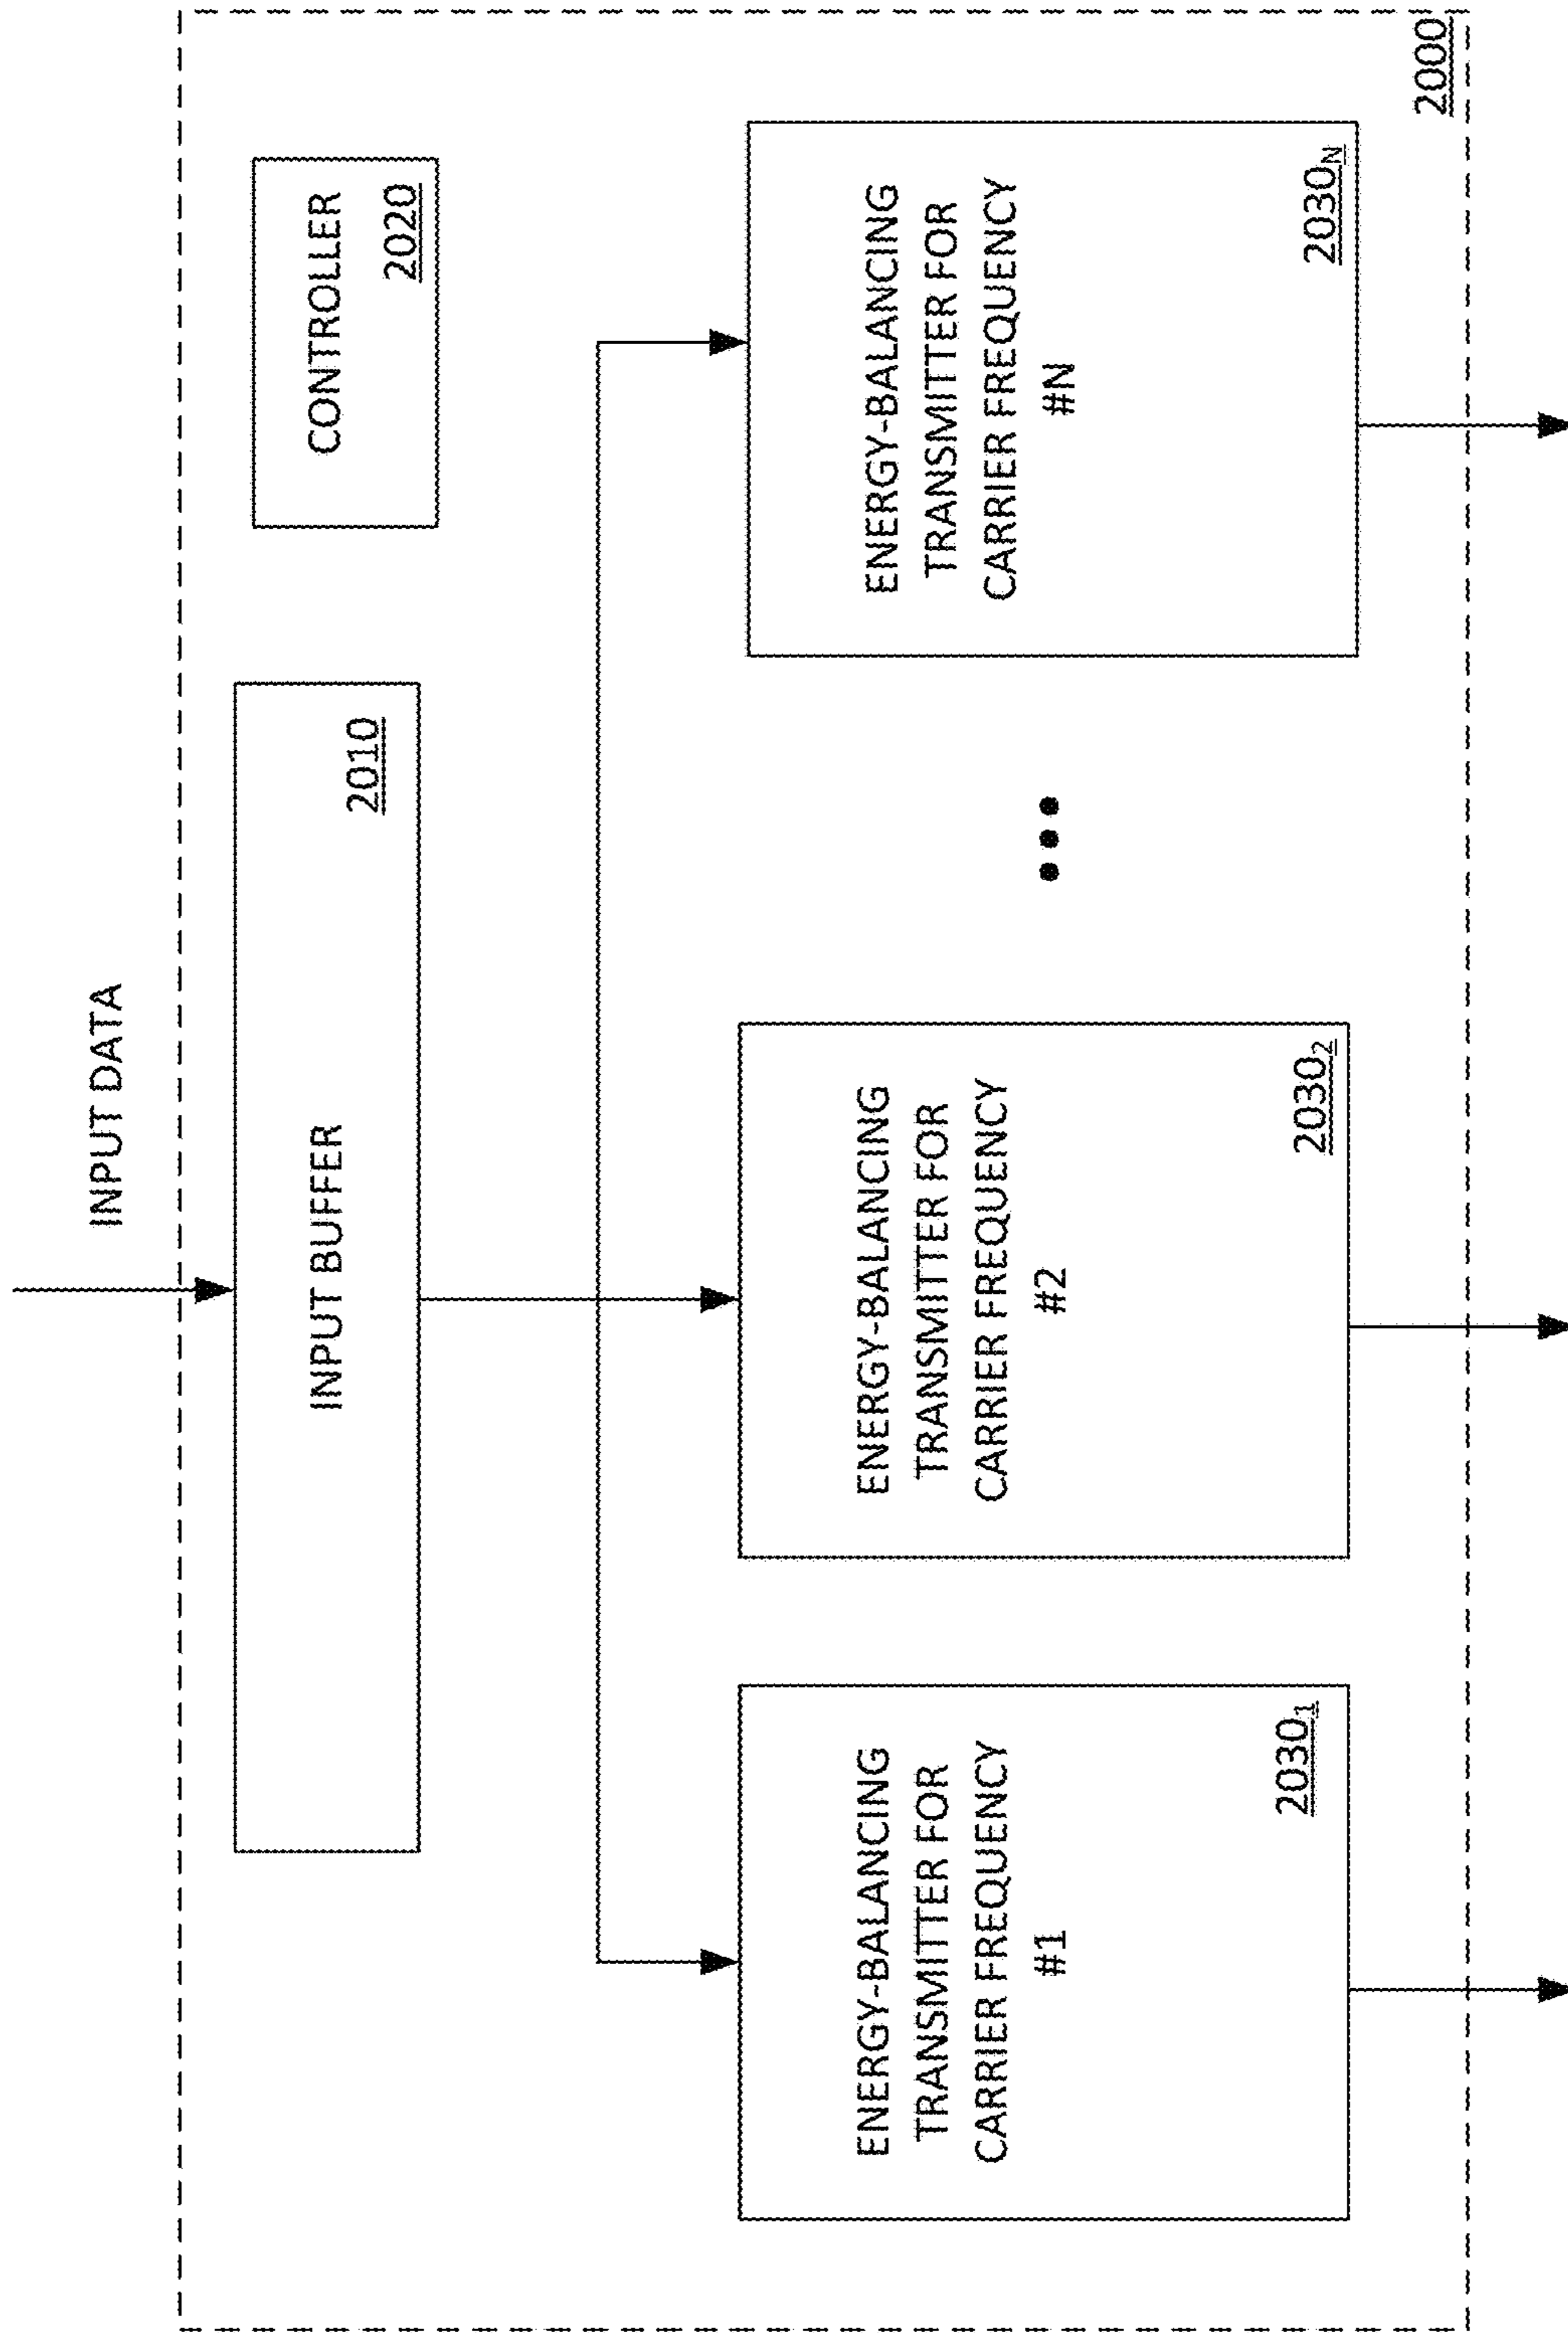 INPUT DATA
INPUT BUFFER
2010
CONTROLLER
2020
ENERGY-BALANCING
TRANSMITTER FOR
CARRIER FREQUENCY
#1
2030₁
ENERGY-BALANCING
TRANSMITTER FOR
CARRIER FREQUENCY
#2
2030₂
ENERGY-BALANCING
TRANSMITTER FOR
CARRIER FREQUENCY
#N
2030N
2000